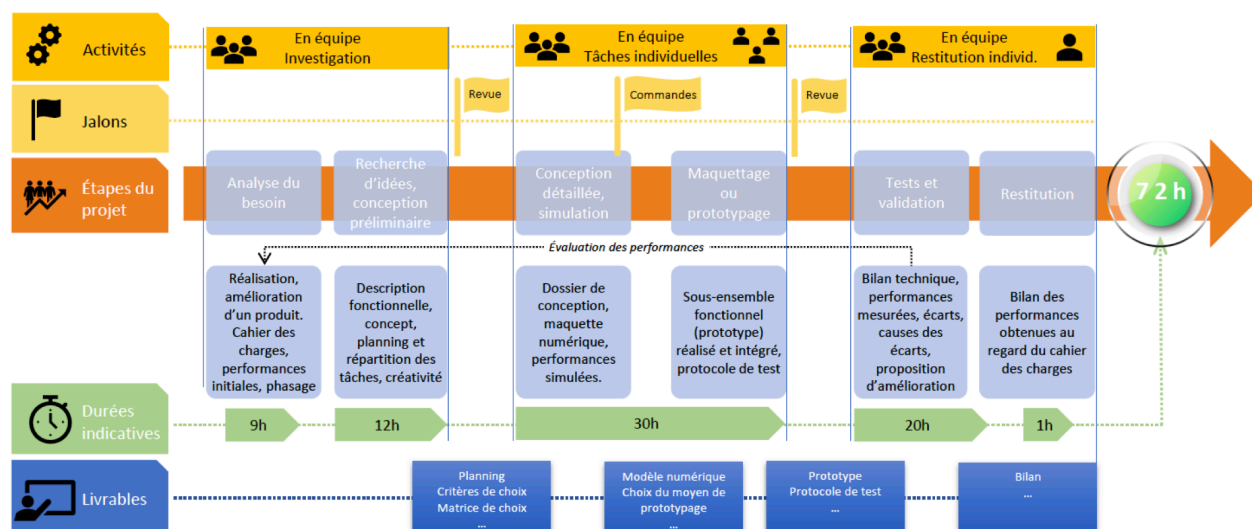 Activités
En équipe
Investigation
En équipe
Tâches individuelles
En équipe
Restitution individ.
Jalons
Revue
Commandes
Revue
Étapes du
projet
Analyse du
besoin
Recherche
d'idées,
conception
préliminaire
Conception
détaillée,
simulation
Maquettage
ou
prototypage
Tests et
validation
Restitution
72h
Évaluation des performances
Réalisation,
amélioration
d'un produit.
Cahier des
charges,
performances
initiales, phasage
Description
fonctionnelle,
concept,
planning et
répartition des
tâches, créativité
Dossier de
conception,
maquette
numérique,
performances
simulées.
Sous-ensemble
fonctionnel
(prototype)
réalisé et intégré,
protocole de test
Bilan technique,
performances
mesurées, écarts,
causes des
écarts,
proposition
d'amélioration
Bilan des
performances
obtenues au
regard du cahier
des charges
Durées
indicatives
9h
12h
30h
20h
1h
Livrables
Planning
Critères de choix
Matrice de choix
...
Modèle numérique
Choix du moyen de
prototypage
...
Prototype
Protocole de test
...
Bilan
...